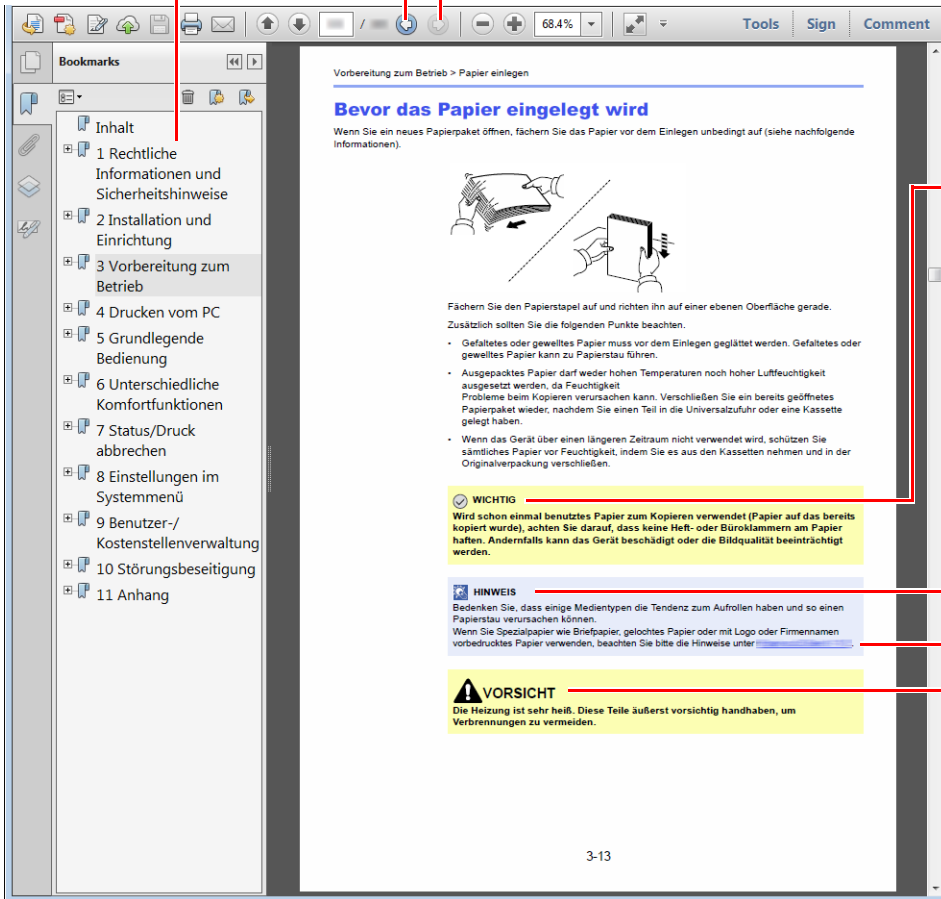 68.4%
Tools
Sign
Comment
Bookmarks
Inhalt
1 Rechtliche
Informationen und
Sicherheitshinweise
2 Installation und
Einrichtung
3 Vorbereitung zum
Betrieb
4 Drucken vom PC
5 Grundlegende
Bedienung
6 Unterschiedliche
Komfortfunktionen
7 Status/Druck
abbrechen
8 Einstellungen im
Systemmenü
9 Benutzer-/
Kostenstellenverwaltung
10 Störungsbeseitigung
11 Anhang
Vorbereitung zum Betrieb > Papier einlegen
Bevor das Papier eingelegt wird
Wenn Sie ein neues Papierpaket öffnen, fächern Sie das Papier vor dem Einlegen unbedingt auf (siehe nachfolgende
Informationen).
Fächern Sie den Papierstapel auf und richten ihn auf einer ebenen Oberfläche gerade.
Zusätzlich sollten Sie die folgenden Punkte beachten.
• Gefaltetes oder gewelltes Papier muss vor dem Einlegen geglättet werden. Gefaltetes oder
gewelltes Papier kann zu Papierstau führen.
• Ausgepacktes Papier darf weder hohen Temperaturen noch hoher Luftfeuchtigkeit
ausgesetzt werden, da Feuchtigkeit
Probleme beim Kopieren verursachen kann. Verschließen Sie ein bereits geöffnetes
Papierpaket wieder, nachdem Sie einen Teil in die Universalzufuhr oder eine Kassette
gelegt haben.
• Wenn das Gerät über einen längeren Zeitraum nicht verwendet wird, schützen Sie
sämtliches Papier vor Feuchtigkeit, indem Sie es aus den Kassetten nehmen und in der
Originalverpackung verschließen.
WICHTIG
Wird schon einmal benutztes Papier zum Kopieren verwendet (Papier auf das bereits
kopiert wurde), achten Sie darauf, dass keine Heft- oder Büroklammern am Papier
haften. Andernfalls kann das Gerät beschädigt oder die Bildqualität beeinträchtigt
werden.
HINWEIS
Bedenken Sie, dass einige Medientypen die Tendenz zum Aufrollen haben und so einen
Papierstau verursachen können.
Wenn Sie Spezialpapier wie Briefpapier, gelochtes Papier oder mit Logo oder Firmennamen
vorbedrucktes Papier verwenden, beachten Sie bitte die Hinweise unter
VORSICHT
Die Heizung ist sehr heiß. Diese Teile äußerst vorsichtig handhaben, um
Verbrennungen zu vermeiden.
3-13